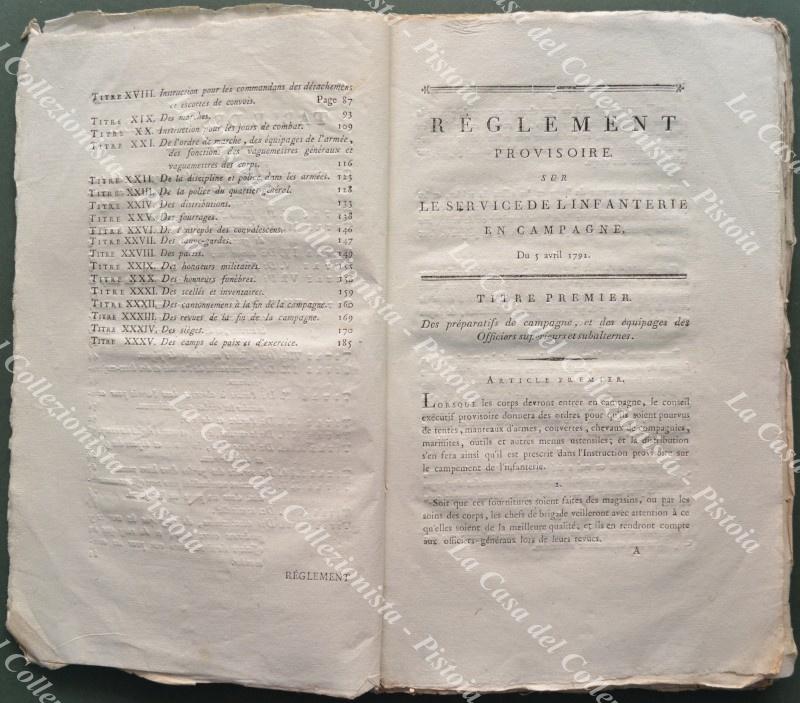 TITRE XVIII. Instruction pour les commandans des détachemens
et escortes de convois. Page 87
TITRE XIX. Des marches. 93
TITRE XX. Instruction pour les jours de combat. 109
TITRE XXI. De l'ordre de marche, des équipages de l'armée,
des fonctions des vaguemestres généraux et
vaguemestres des corps. 116
TITRE XXII. De la discipline et police dans les armées. 123
TITRE XXIII. De la police du quartier-général. 128
TITRE XXIV. Des distributions. 133
TITRE XXV. Des fourrages. 138
TITRE XXVI. De l'entrepôt des convalescens. 146
TITRE XXVII. Des sauve-gardes. 147
TITRE XXVIII. Des partis. 149
TITRE XXIX. Des honneurs militaires. 155
TITRE XXX. Des honneurs funèbres.
TITRE XXXI. Des scellés et inventaires. 159
TITRE XXXII. Des cantonnemens à la fin de la campagne. 160
TITRE XXXIII. Des revues de la fin de la campagne. 169
TITRE XXXIV. Des sièges. 170
TITRE XXXV. Des camps de paix et d'exercice. 185
RÉGLEMENT
RÉGLEMENT
PROVISOIRE
SUR
LE SERVICE DE L'INFANTERIE
EN CAMPAGNE,
Du 5 avril 1792.
TITRE PREMIER.
Des préparatifs de campagne, et des équipages des
Officiers supérieurs et subalternes.
ARTICLE PREMIER.
LORSQUE les corps devront entrer en campagne, le conseil
exécutif provisoire donnera des ordres pour qu'ils soient pourvus
de tentes, manteaux d'armes, couvertes, chevaux de compagnies,
marmites, outils et autres menus ustensiles; et la distribution
s'en fera ainsi qu'il est prescrit dans l'Instruction provisoire sur
le campement de l'infanterie.
2.
Soit que ces fournitures soient faites des magasins, ou par les
soins des corps, les chefs de brigade veilleront avec attention à ce
qu'elles soient de la meilleure qualité, et ils en rendront compte
aux officiers-généraux lors de leurs revues.
A
La Casa del Collezionista - Pistoia